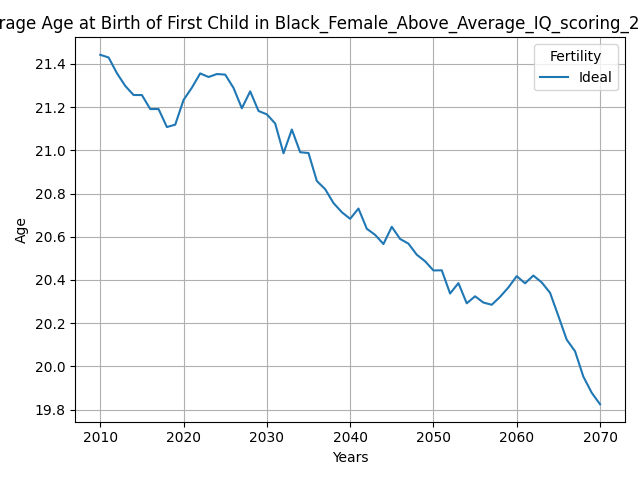 rage Age at Birth of First Child in Black_Female_Above_Average_IQ_scoring_2
Fertility
Ideal
21.4
21.2
21.0
20.8
20.6
20.4
20.2
20.0
19.8
Age
2010 2020 2030 2040 2050 2060 2070
Years